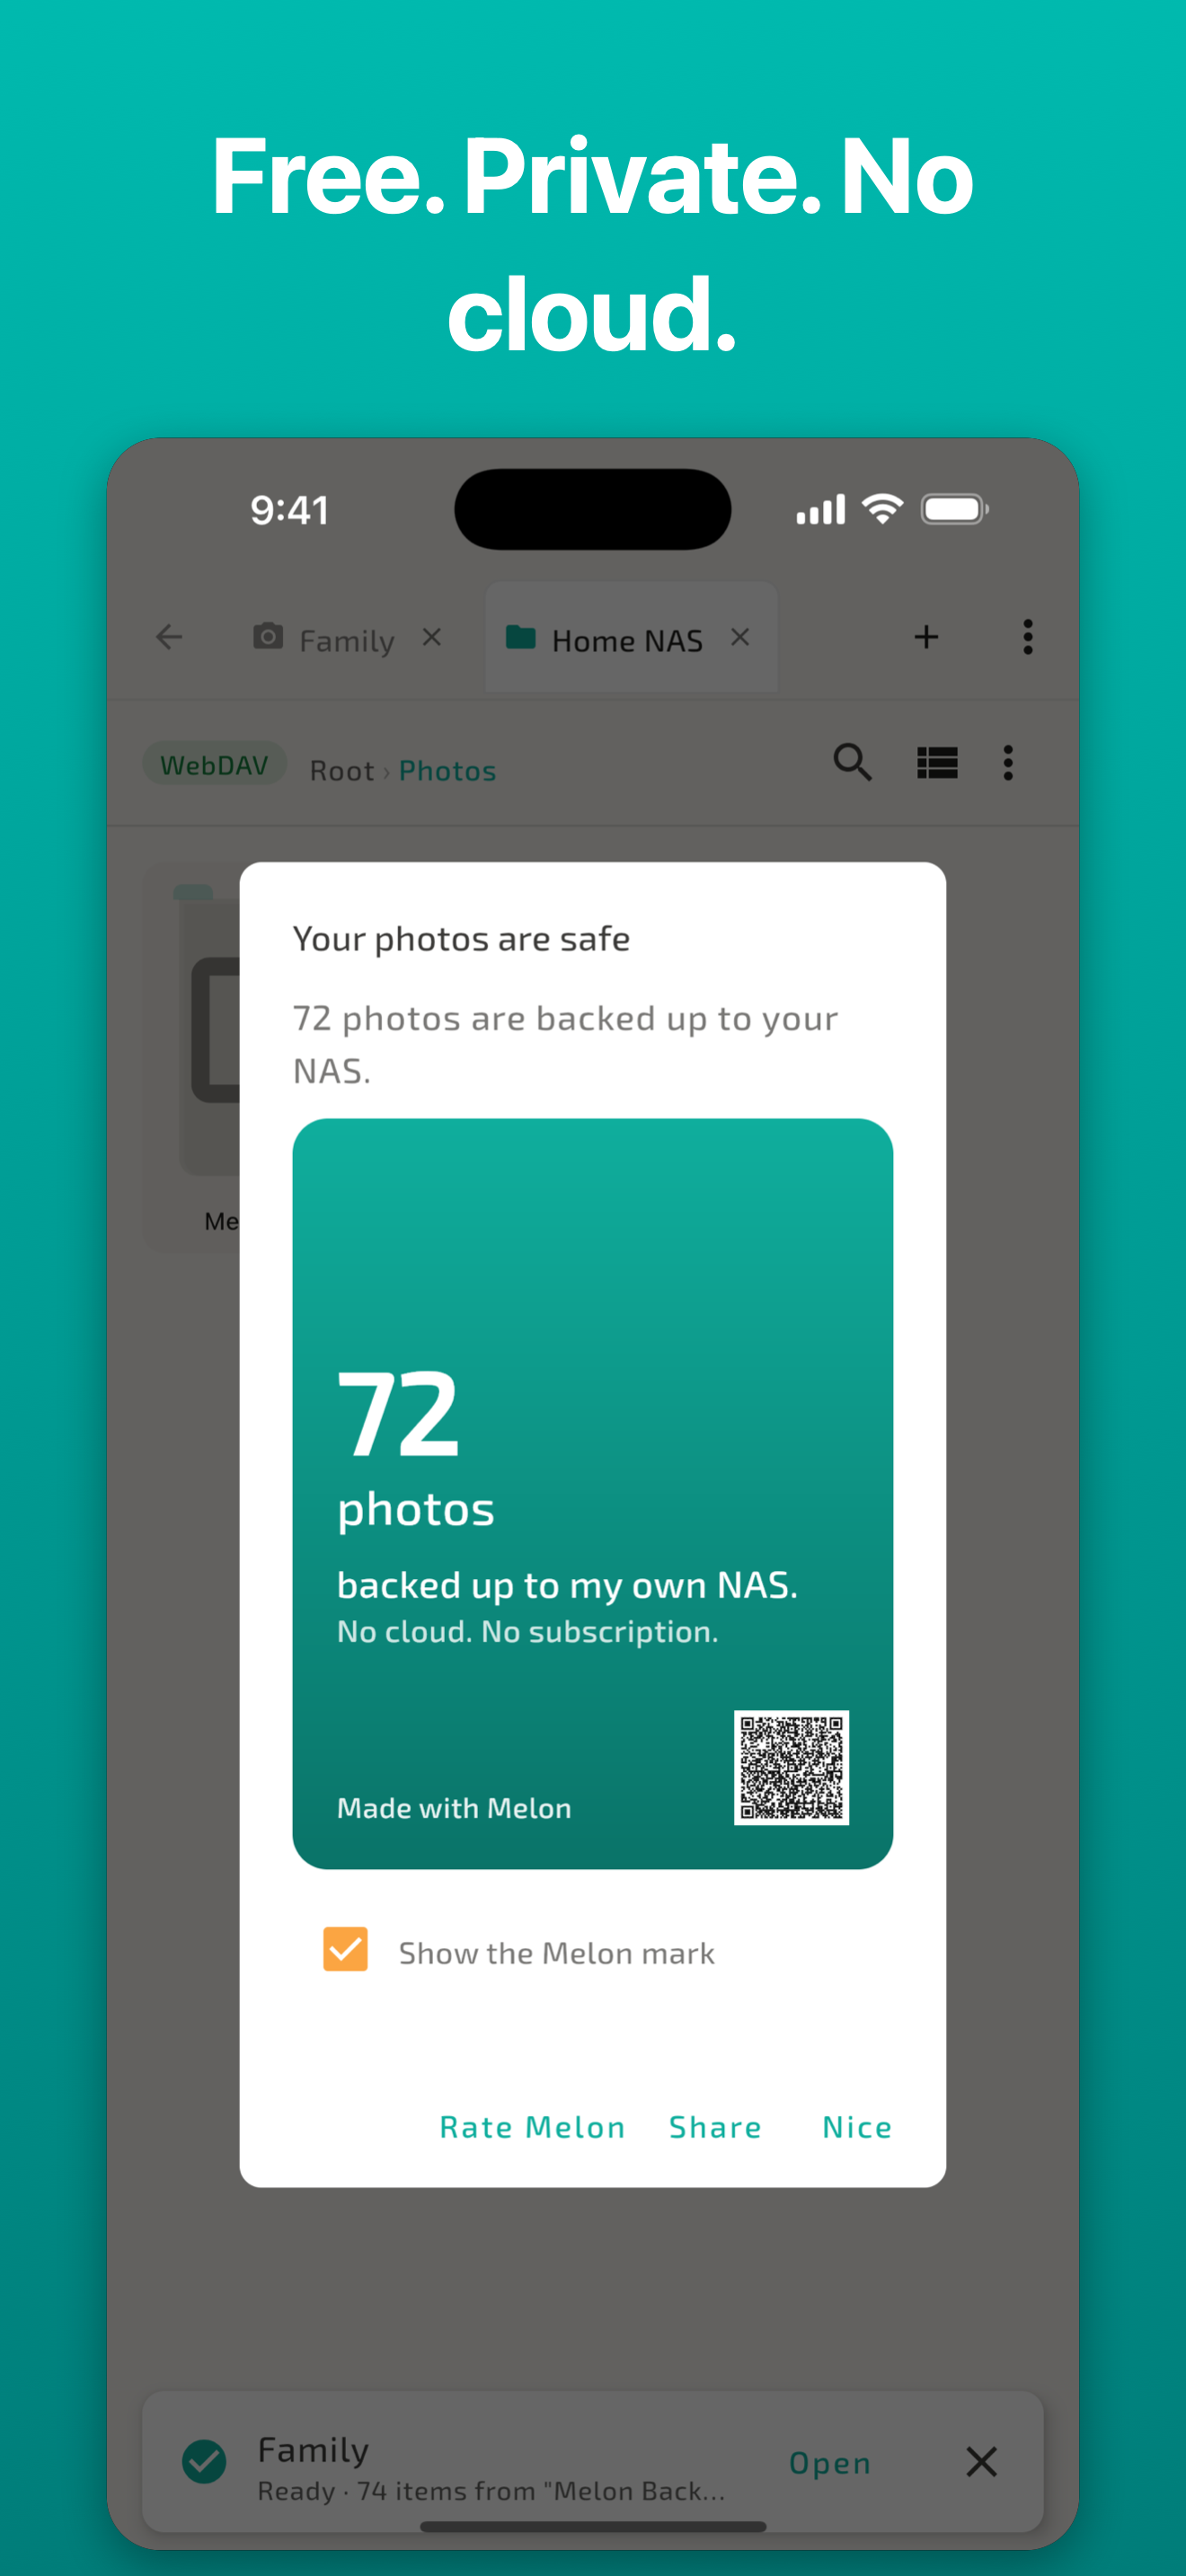 Free. Private. No
cloud.
9:41
Family
Home NAS
WebDAV
Root › Photos
Your photos are safe
72 photos are backed up to your
NAS.
Me
72
photos
backed up to my own NAS.
No cloud. No subscription.
Made with Melon
Show the Melon mark
Rate Melon
Share
Nice
Family
Ready · 74 items from "Melon Back...
Open